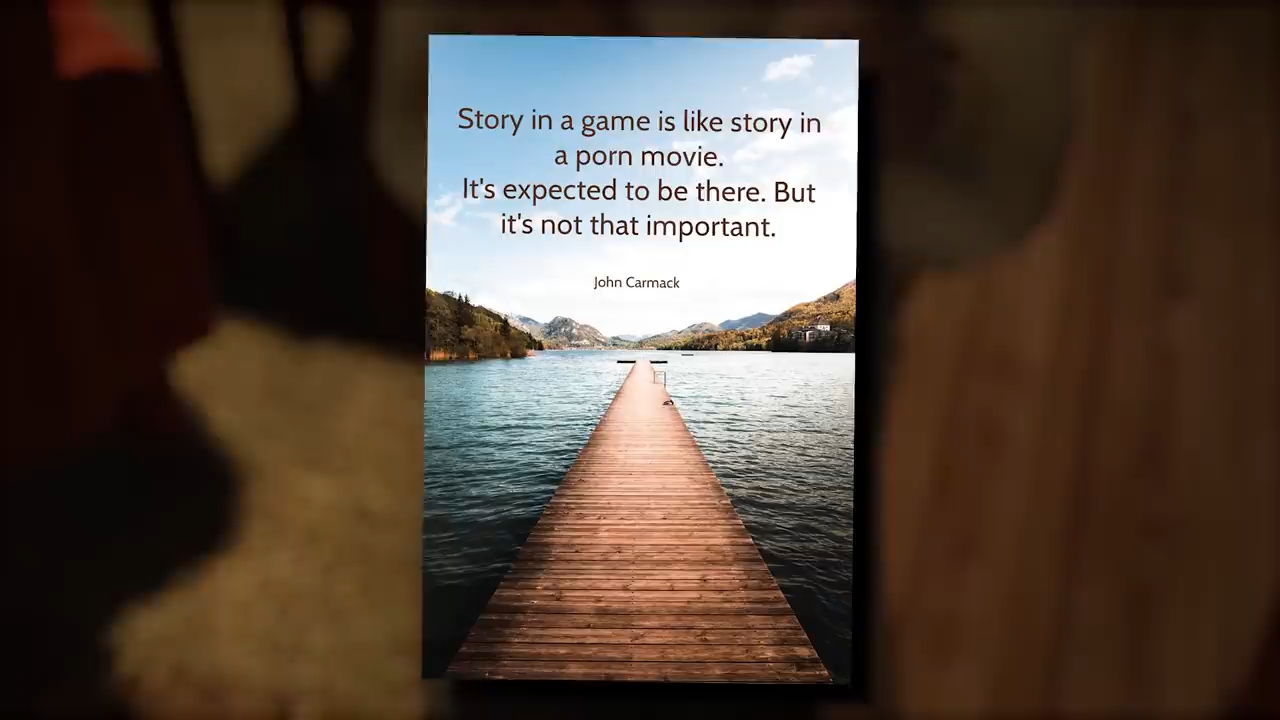 Story in a game is like story in
a porn movie.
It's expected to be there. But
it's not that important.
John Carmack